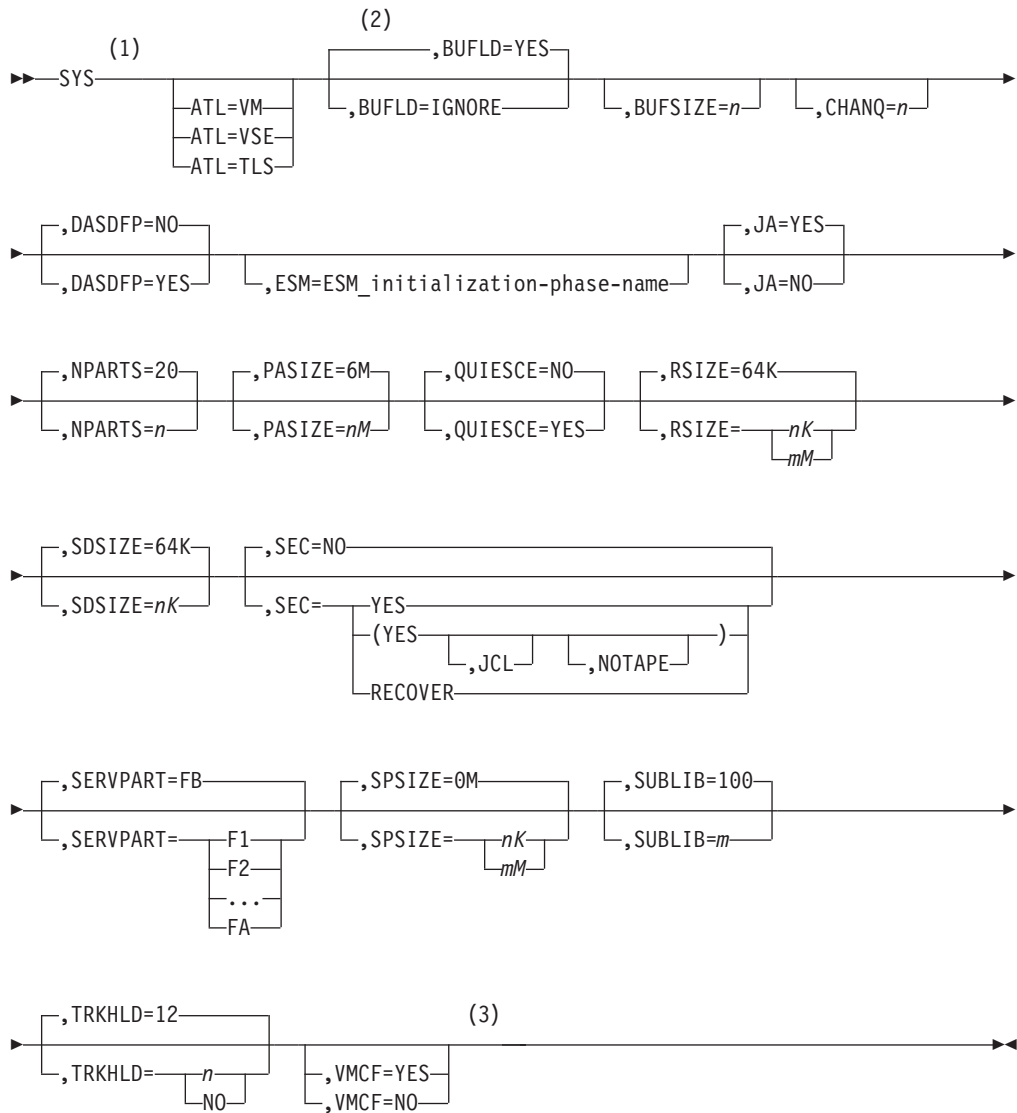 (2)
(1) ,BUFLD=YES
SYS
ATL=VM ,BUFLD=IGNORE ,BUFSIZE=n ,CHANQ=n
ATL=VSE
ATL=TLS
,DASDFP=NO ,JA=YES
,DASDFP=YES ,ESM=ESM_initialization-phase-name ,JA=NO
,NPARTS=20 ,PASIZE=6M ,QUIESCE=NO ,RSIZE=64K
,NPARTS=n ,PASIZE=nM ,QUIESCE=YES ,RSIZE= nK
mM
,SDSIZE=64K ,SEC=NO
,SDSIZE=nK ,SEC= YES
(YES ,JCL ,NOTAPE )
RECOVER
,SERVPART=FB ,SPSIZE=0M ,SUBLIB=100
,SERVPART= F1 ,SPSIZE= nK ,SUBLIB=m
F2 mM
...
FA
,TRKHLD=12 (3)
,TRKHLD= n ,VMCF=YES
NO ,VMCF=NO